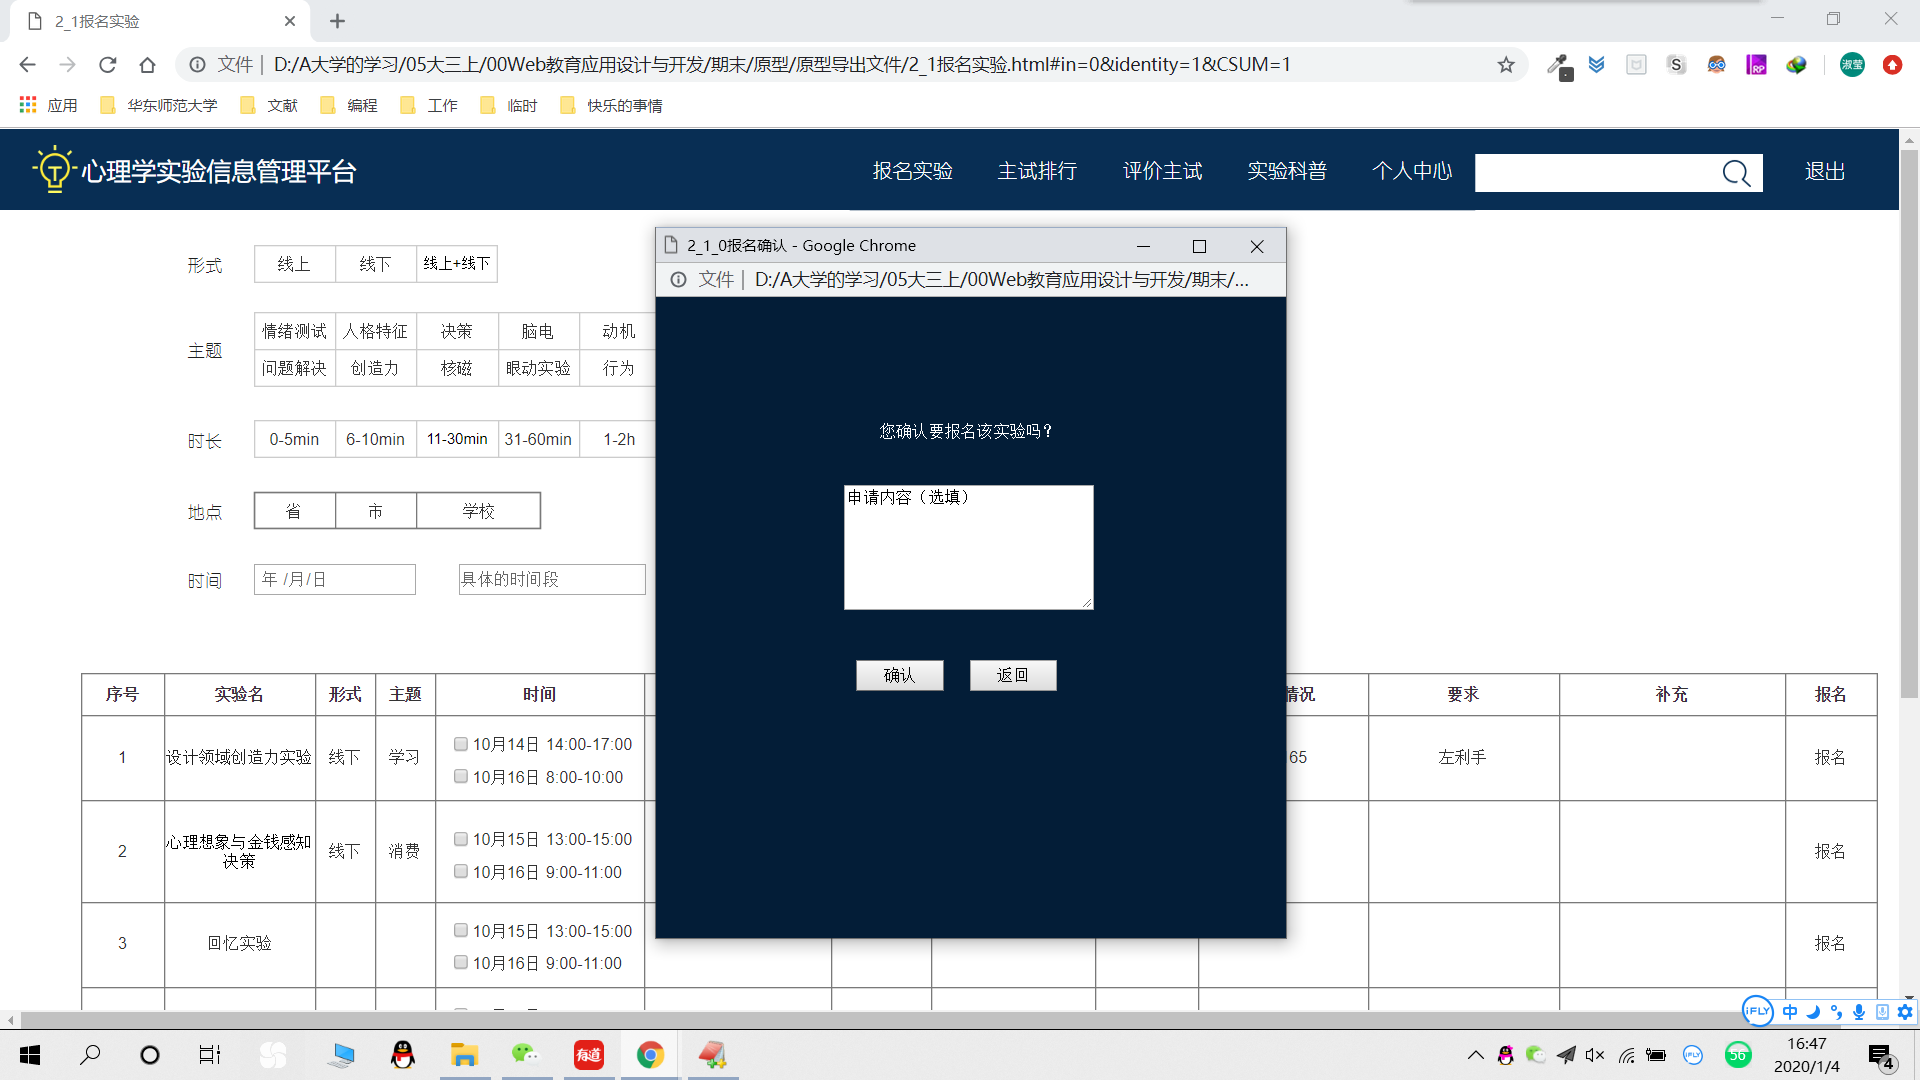 2_1报名实验
文件 | D:/A大学的学习/05大三上/00Web教育应用设计与开发/期末/原型/原型导出文件/2_1报名实验.html#in=0&identity=1&CSUM=1
S
RP
淑莹
应用 华东师范大学 文献 编程 工作 临时 快乐的事情
心理学实验信息管理平台
报名实验 主试排行 评价主试 实验科普 个人中心 退出
形式 线上 线下 线上+线下
主题 情绪测试 人格特征 决策 脑电 动机
问题解决 创造力 核磁 眼动实验 行为
时长 0-5min 6-10min 11-30min 31-60min 1-2h
地点 省 市 学校
时间 年 /月/日 具体的时间段
2_1_0报名确认 - Google Chrome
文件 | D:/A大学的学习/05大三上/00Web教育应用设计与开发/期末/...
您确认要报名该实验吗？
申请内容（选填）
确认 返回
序号 实验名 形式 主题 时间 情况 要求 补充 报名
1 设计领域创造力实验 线下 学习 10月14日 14:00-17:00 65 左利手 报名
10月16日 8:00-10:00
2 心理想象与金钱感知决策 线下 消费 10月15日 13:00-15:00 报名
10月16日 9:00-11:00
3 回忆实验 10月15日 13:00-15:00 报名
10月16日 9:00-11:00
iFLY 中
有道
56
16:47
2020/1/4
4